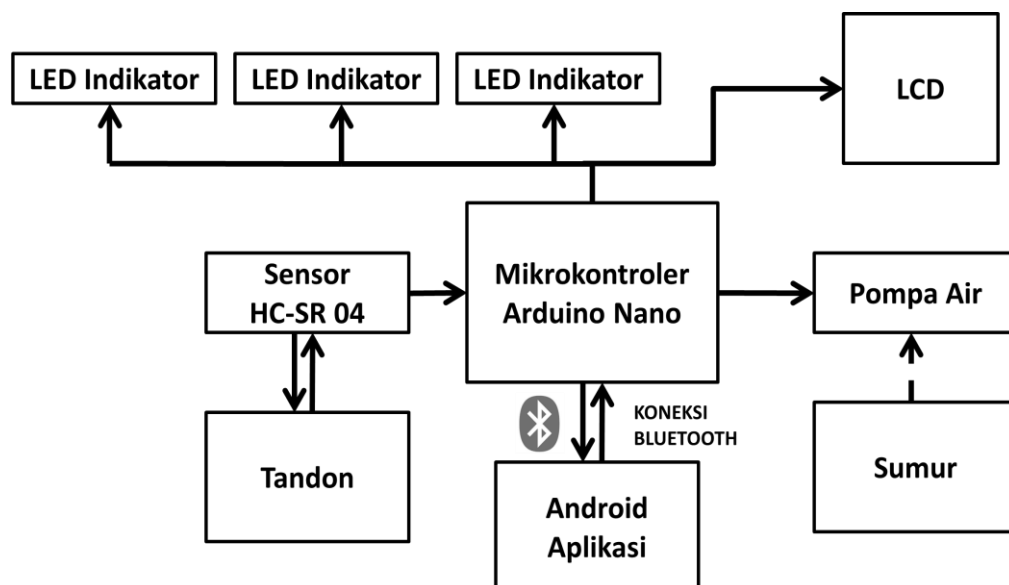 LED Indikator
LED Indikator
LED Indikator
LCD
Sensor
HC-SR 04
Mikrokontroler
Arduino Nano
Pompa Air
Tandon
KONEKSI
BLUETOOTH
Sumur
Android
Aplikasi